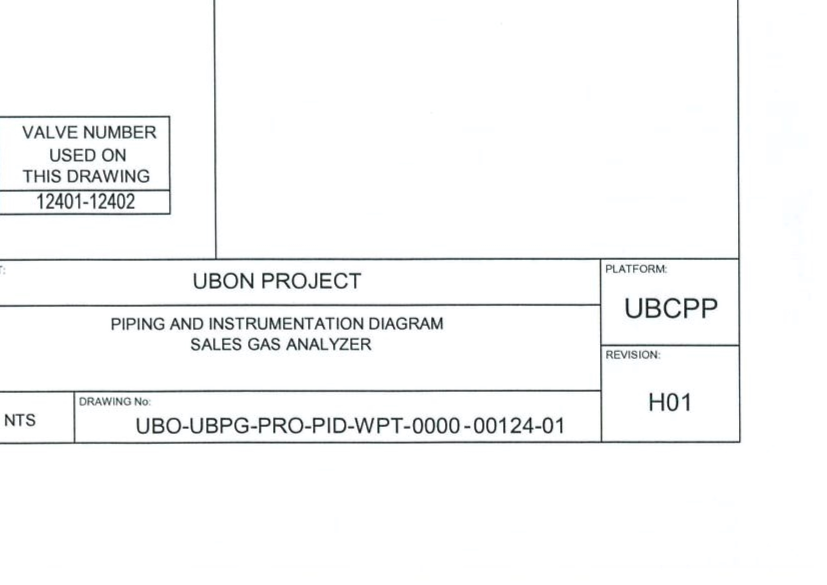 VALVE NUMBER
USED ON
THIS DRAWING
12401-12402
T:
UBON PROJECT
PLATFORM:
UBCPP
PIPING AND INSTRUMENTATION DIAGRAM
SALES GAS ANALYZER
REVISION:
H01
NTS
DRAWING No:
UBO-UBPG-PRO-PID-WPT-0000-00124-01